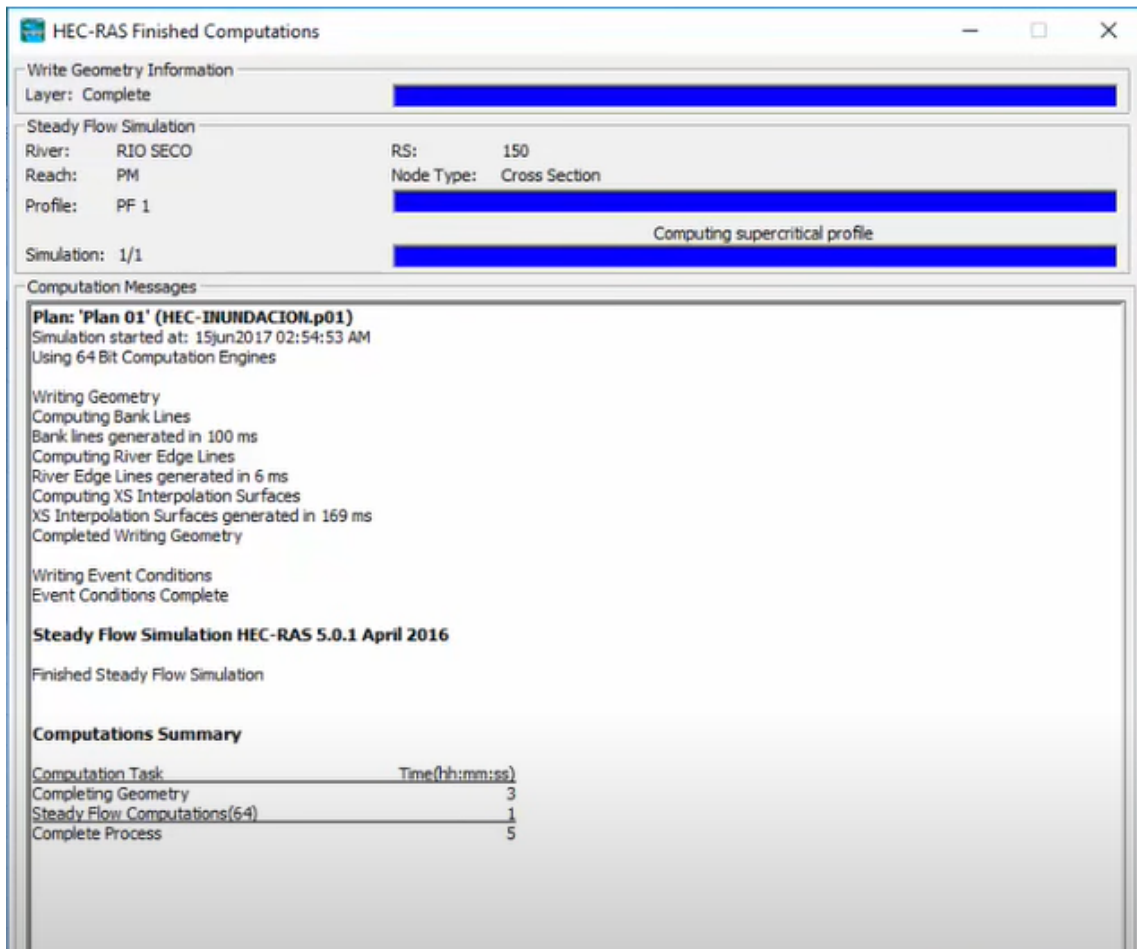 HEC-RAS Finished Computations
Write Geometry Information
Layer: Complete
Steady Flow Simulation
River: RIO SECO RS: 150
Reach: PM Node Type: Cross Section
Profile: PF 1
Computing supercritical profile
Simulation: 1/1
Computation Messages
Plan: 'Plan 01' (HEC-INUNDACION.p01)
Simulation started at: 15jun2017 02:54:53 AM
Using 64 Bit Computation Engines
Writing Geometry
Computing Bank Lines
Bank lines generated in 100 ms
Computing River Edge Lines
River Edge Lines generated in 6 ms
Computing XS Interpolation Surfaces
XS Interpolation Surfaces generated in 169 ms
Completed Writing Geometry
Writing Event Conditions
Event Conditions Complete
Steady Flow Simulation HEC-RAS 5.0.1 April 2016
Finished Steady Flow Simulation
Computations Summary
Computation Task Time(hh:mm:ss)
Completing Geometry 3
Steady Flow Computations(64) 1
Complete Process 5